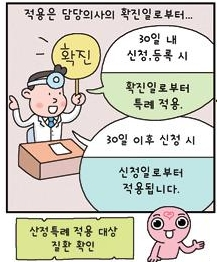 적용은 담당의사의 확진일로부터...
확진
30일 내
신청,등록 시
확진일로부터
특례 적용.
30일 이후 신청 시
신청일로부터
적용됩니다.
산정특례 적용 대상
질환 확인